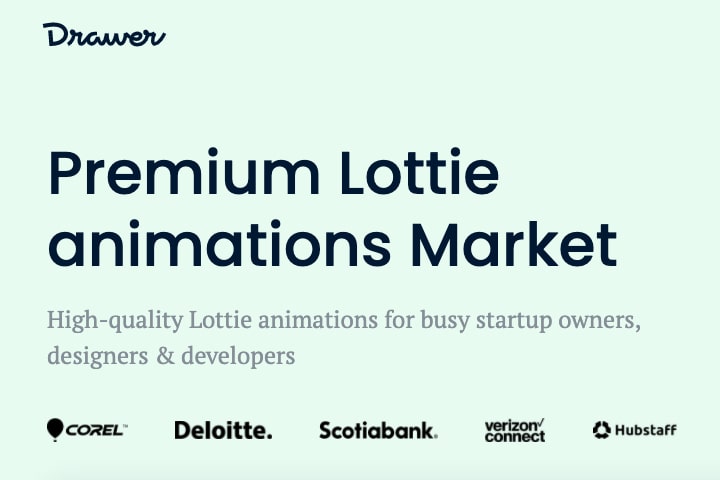 Drawer
Premium Lottie
animations Market
High-quality Lottie animations for busy startup owners,
designers & developers
COREL™ Deloitte. Scotiabank® verizon✓ connect Hubstaff